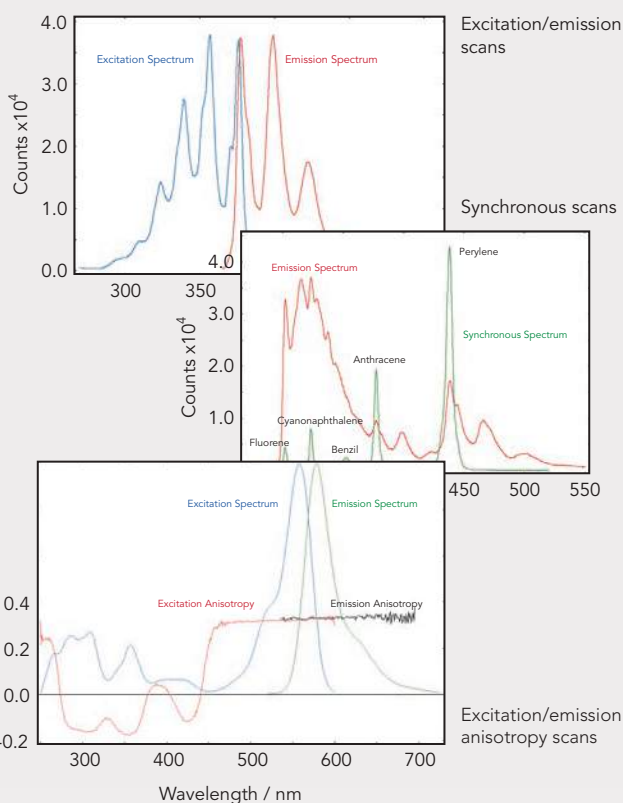 Excitation/emission
scans
4.0
3.0
2.0
1.0
0.0
Counts x10⁴
Excitation Spectrum
Emission Spectrum
300
350
Synchronous scans
4.0
3.0
2.0
1.0
Counts x10⁴
Emission Spectrum
Perylene
Synchronous Spectrum
Anthracene
Cyanonaphthalene
Fluorene
Benzil
450
500
550
Excitation Spectrum
Emission Spectrum
Excitation Anisotropy
Emission Anisotropy
0.4
0.2
0.0
-0.2
300
400
500
600
700
Wavelength / nm
Excitation/emission
anisotropy scans